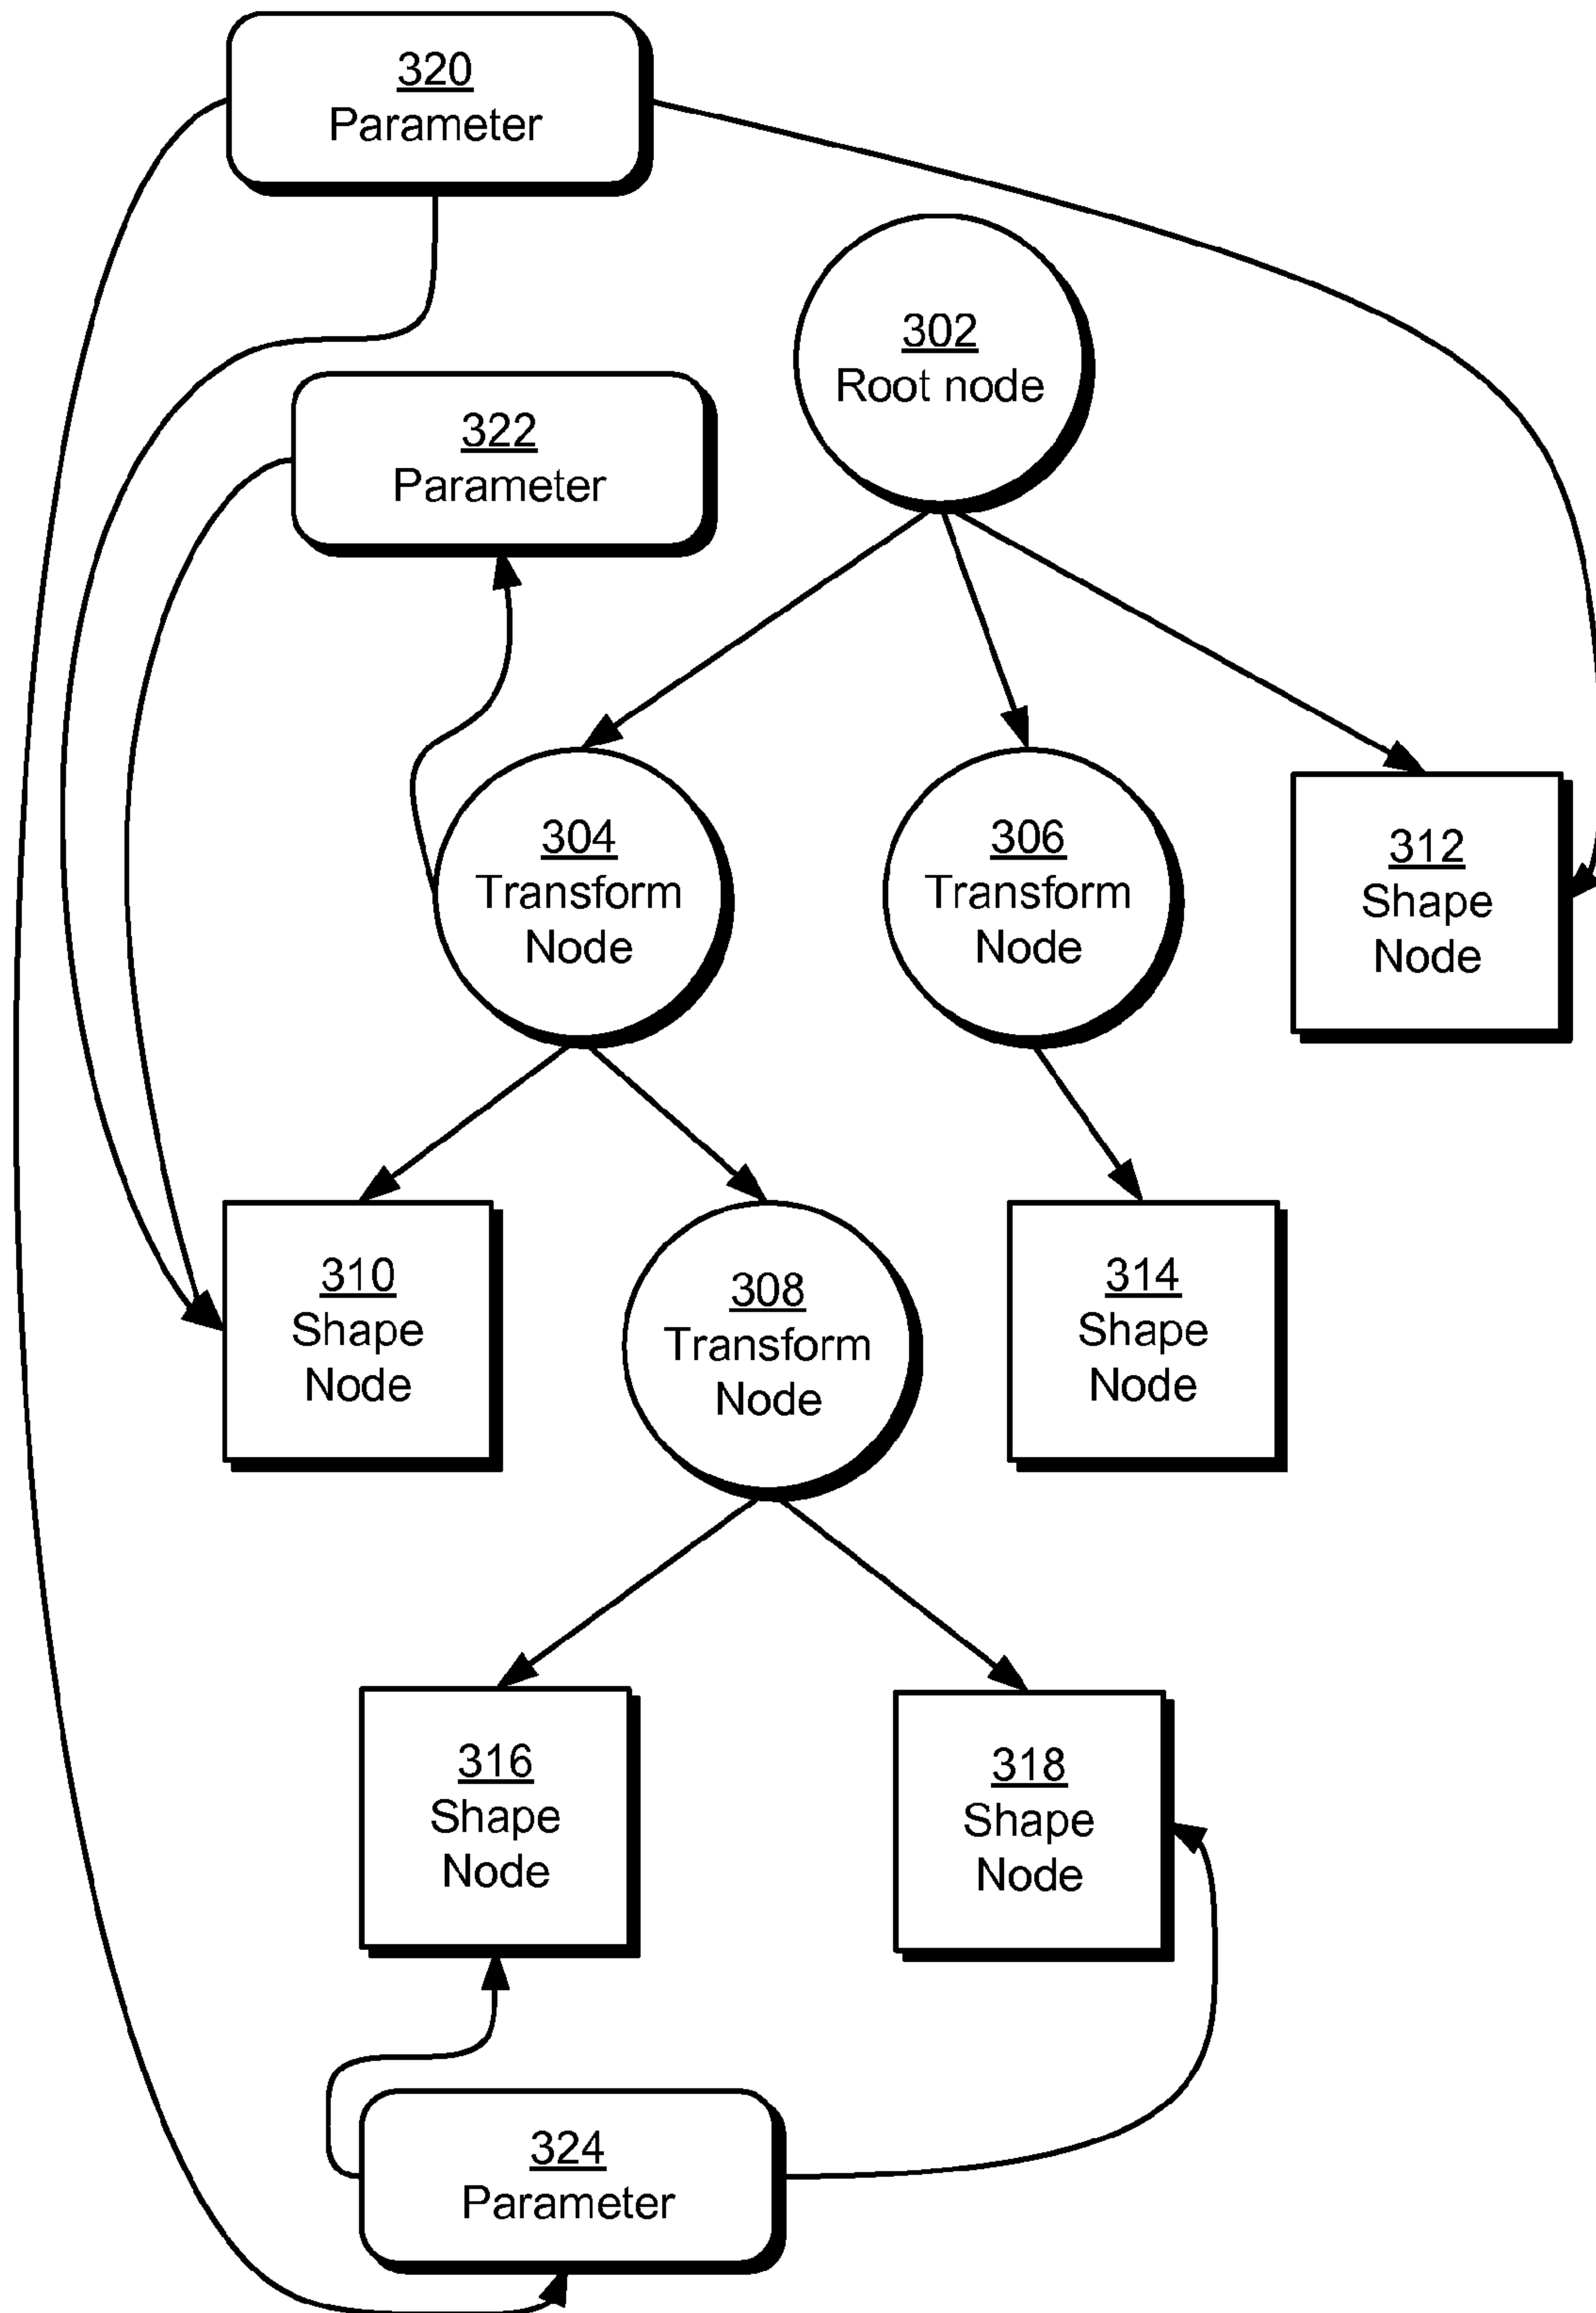 320
Parameter
302
Root node
322
Parameter
304
Transform
Node
306
Transform
Node
312
Shape
Node
310
Shape
Node
308
Transform
Node
314
Shape
Node
316
Shape
Node
318
Shape
Node
324
Parameter